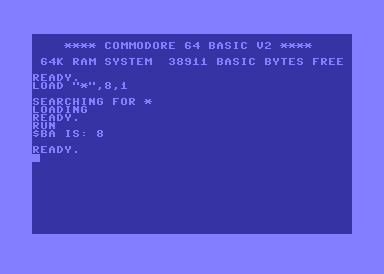 **** COMMODORE 64 BASIC V2 ****
64K RAM SYSTEM  38911 BASIC BYTES FREE
READY.
LOAD "*",8,1
SEARCHING FOR *
LOADING
READY.
RUN
$BA IS: 8
READY.